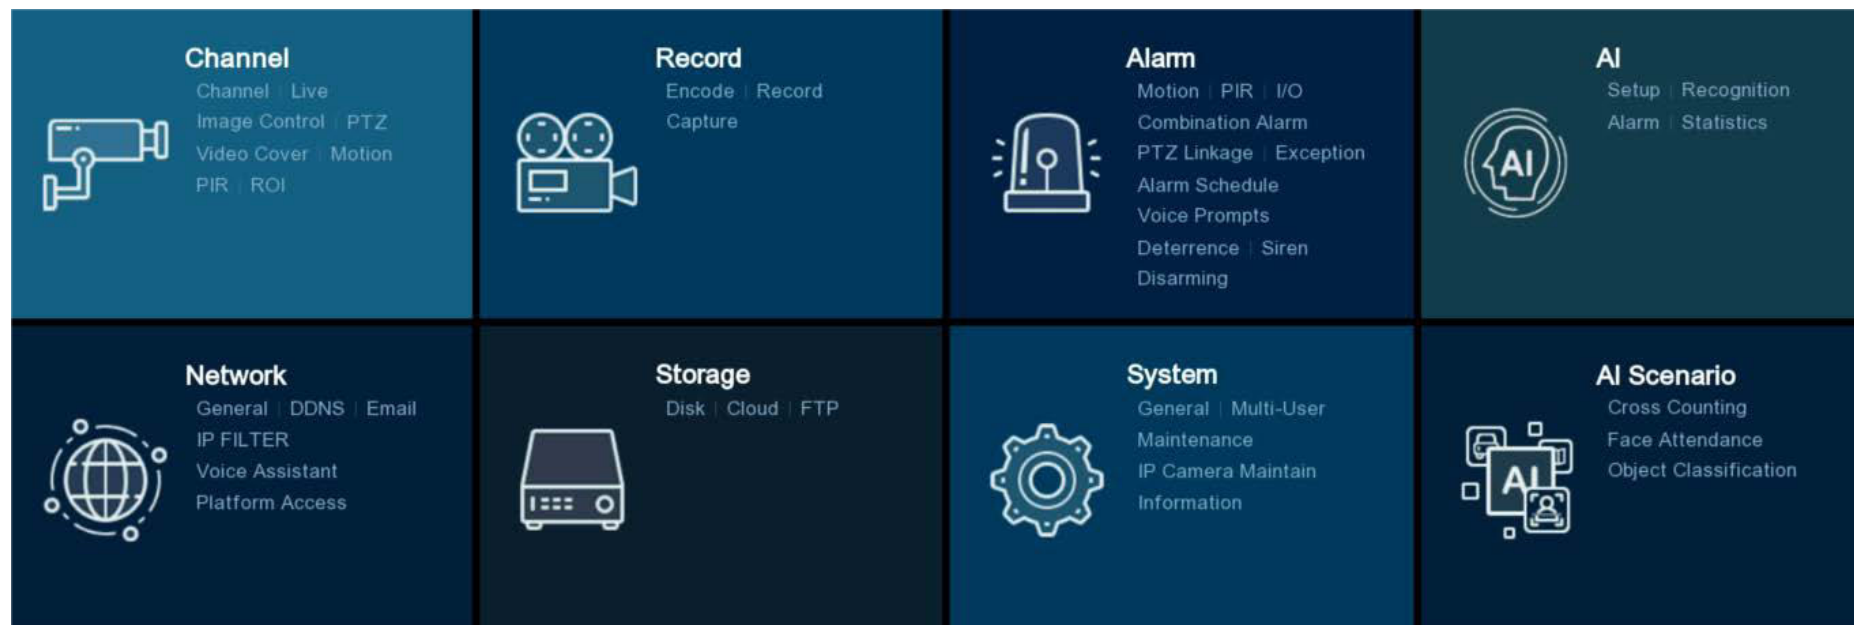 Channel
Channel | Live
Image Control | PTZ
Video Cover | Motion
PIR | ROI
Record
Encode | Record
Capture
Alarm
Motion | PIR | I/O
Combination Alarm
PTZ Linkage | Exception
Alarm Schedule
Voice Prompts
Deterrence | Siren
Disarming
AI
Setup | Recognition
Alarm | Statistics
AI
Network
General | DDNS | Email
IP FILTER
Voice Assistant
Platform Access
Storage
Disk | Cloud | FTP
System
General | Multi-User
Maintenance
IP Camera Maintain
Information
AI Scenario
Cross Counting
Face Attendance
Object Classification
AI